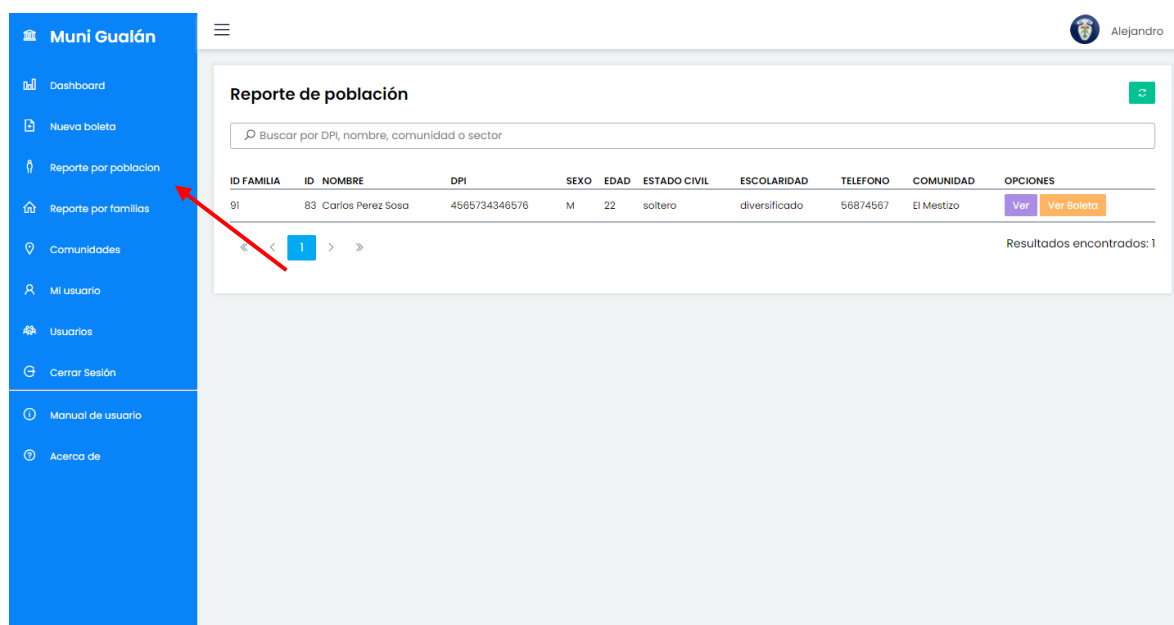 Muni Gualán
Alejandro
Dashboard
Nueva boleta
Reporte por poblacion
Reporte por familias
Comunidades
Mi usuario
Usuarios
Cerrar Sesión
Manual de usuario
Acerca de
Reporte de población
Buscar por DPI, nombre, comunidad o sector
ID FAMILIA ID NOMBRE DPI SEXO EDAD ESTADO CIVIL ESCOLARIDAD TELEFONO COMUNIDAD OPCIONES
91 83 Carlos Perez Sosa 4565734346576 M 22 soltero diversificado 56874567 El Mestizo Ver Ver Boleta
« < 1 > » Resultados encontrados: 1